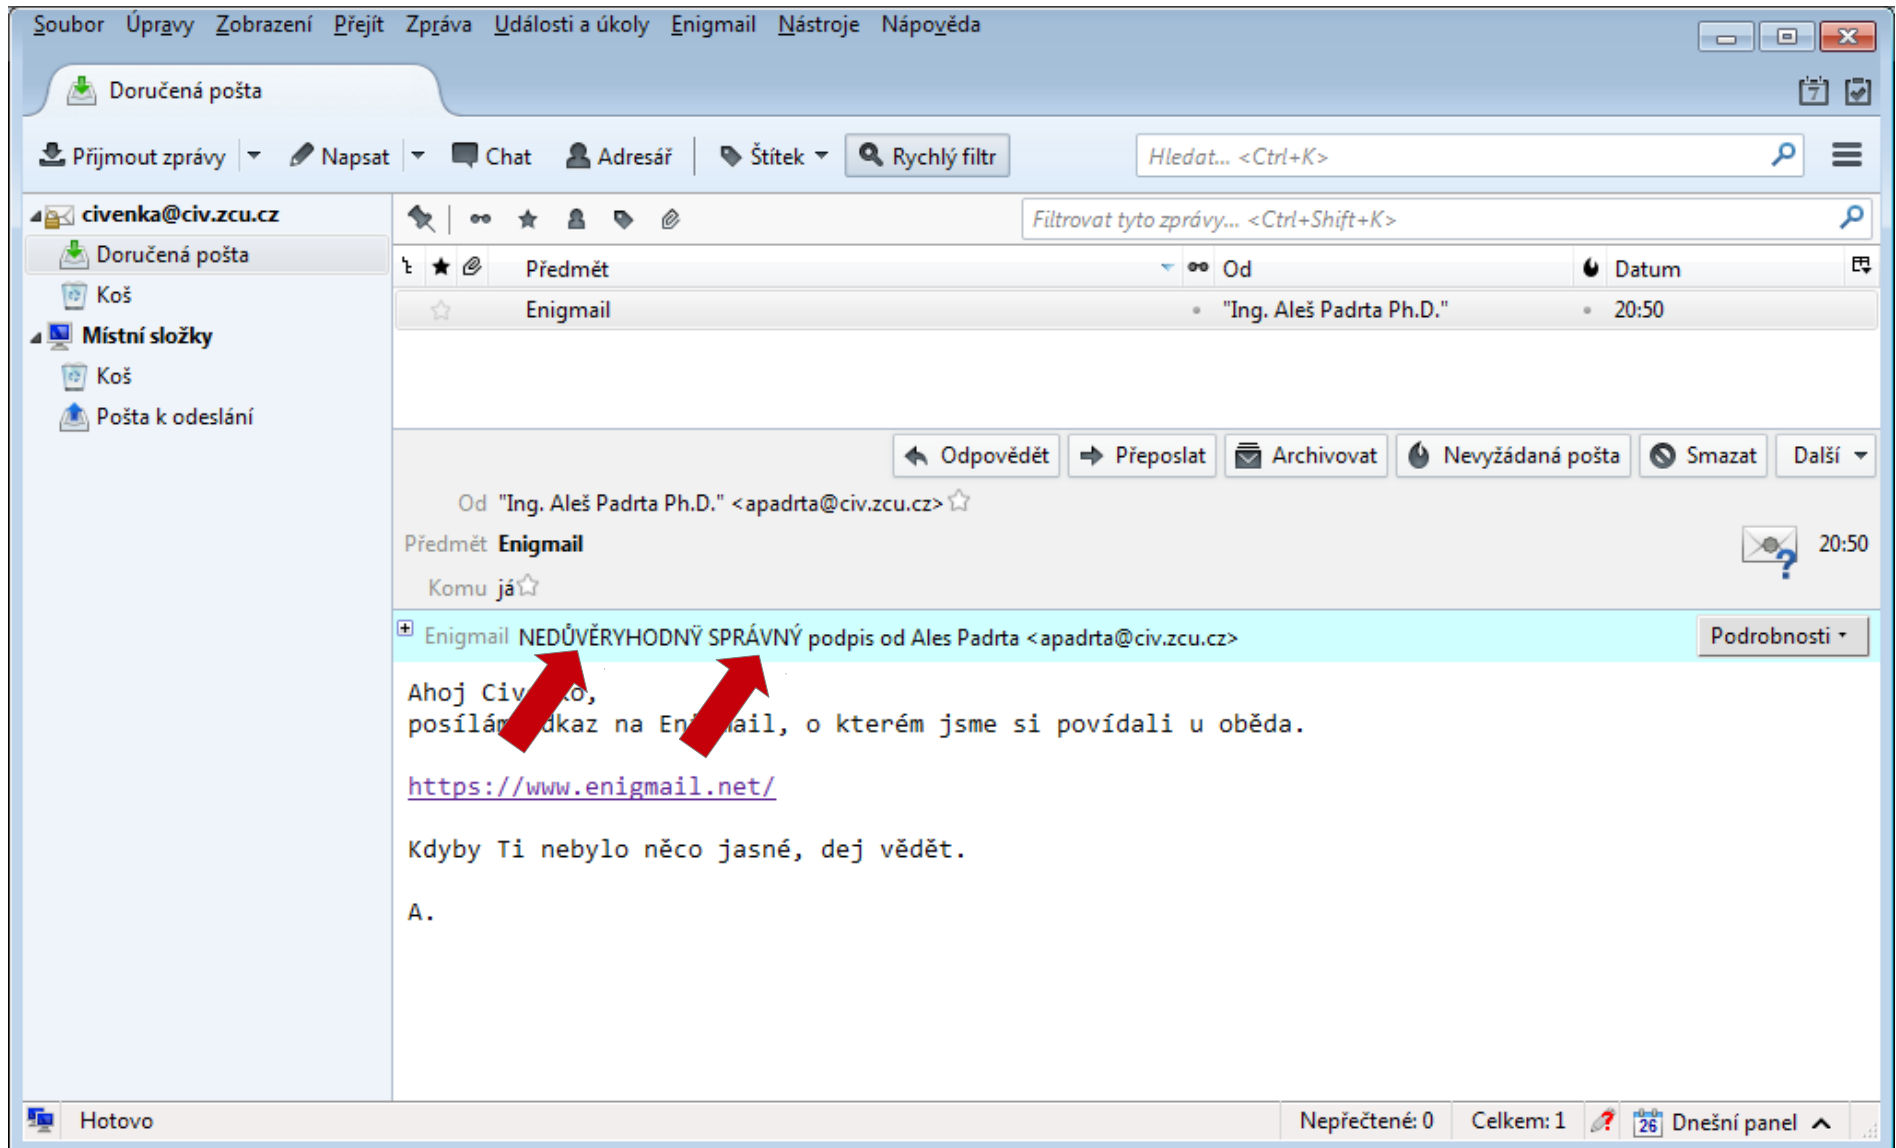 Soubor Úpravy Zobrazení Přejít Zpráva Události a úkoly Enigmail Nástroje Nápověda
Doručená pošta
7
Přijmout zprávy Napsat Chat Adresář Štítek Rychlý filtr Hledat... <Ctrl+K>
civenka@civ.zcu.cz
Doručená pošta
Koš
Místní složky
Koš
Pošta k odeslání
Filtrovat tyto zprávy... <Ctrl+Shift+K>
Předmět Od Datum
Enigmail "Ing. Aleš Padrta Ph.D." 20:50
Odpovědět Přeposlat Archivovat Nevyžádaná pošta Smazat Další
Od "Ing. Aleš Padrta Ph.D." <apadrta@civ.zcu.cz>
Předmět Enigmail 20:50
Komu já
Enigmail NEDŮVĚRYHODNÝ SPRÁVNÝ podpis od Ales Padrta <apadrta@civ.zcu.cz> Podrobnosti
Ahoj
na o kterém jsme si povídali u oběda.
https://www.enigmail.net/
Kdyby Ti nebylo něco jasné, dej vědět.
A.
Hotovo Nepřečtené: 0 Celkem: 1 26 Dnešní panel